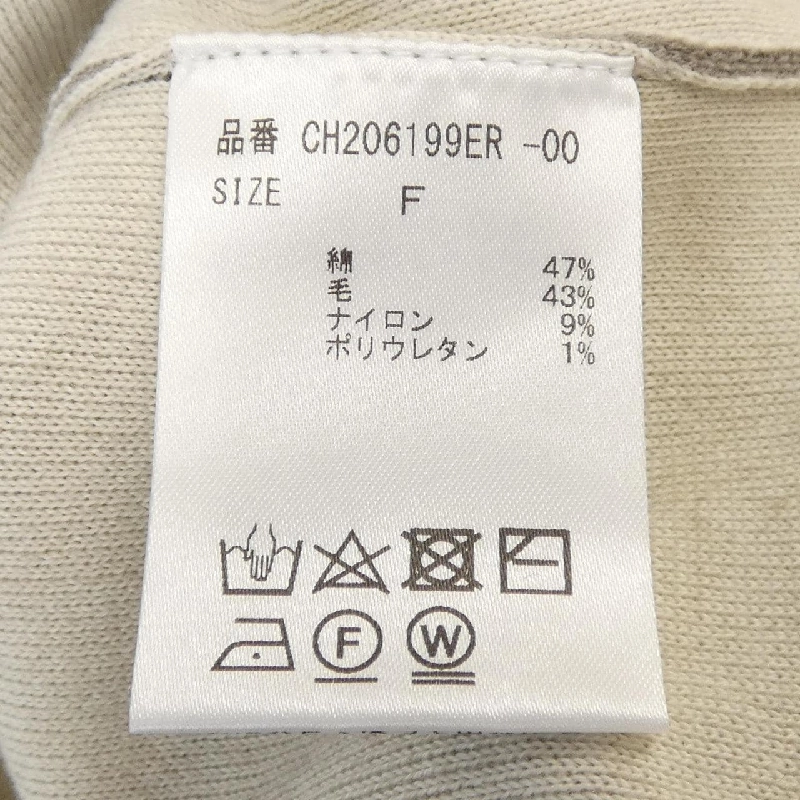 品番 CH206199ER -00
SIZE F
綿 47%
毛 43%
ナイロン 9%
ポリウレタン 1%
F W